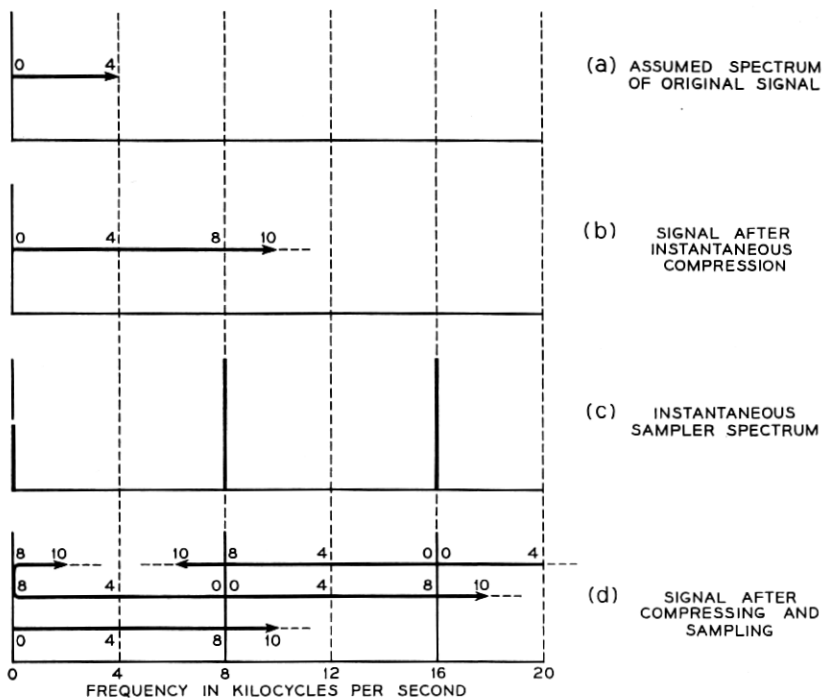 0 4
(a) ASSUMED SPECTRUM
OF ORIGINAL SIGNAL
0 4 8 10
(b) SIGNAL AFTER
INSTANTANEOUS
COMPRESSION
(c) INSTANTANEOUS
SAMPLER SPECTRUM
8 10 10 8 4 0 0 4
8 4 0 0 4 8 10
(d) SIGNAL AFTER
COMPRESSING AND
SAMPLING
0 4 8 10
0 4 8 12 16 20
FREQUENCY IN KILOCYCLES PER SECOND